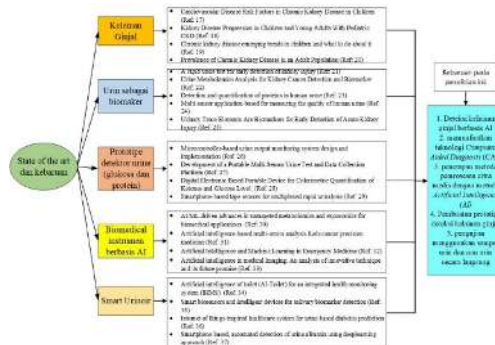 State of the art
dan kebaruan
Kelainan
Ginjal
Cardiovascular Disease Risk Factors in Chronic Kidney Disease in Children
(Ref. 17)
Kidney Disease Progression in Children and Young Adults With Pediatric
CKD (Ref. 18)
Chronic kidney disease emerging trends in children and what to do about it
(Ref. 19)
Prevalence of Chronic Kidney Disease in an Adult Population (Ref. 20)
Urin sebagai
biomaker
A rapid urine test for early detection of kidney injury (Ref. 21)
Urine Metabolomics Analysis for Kidney Cancer Detection and Biomarker
(Ref. 22)
Detection and quantification of proteins in human urine (Ref. 23)
Multi-sensor application-based for measuring the quality of human urine (Ref.
24)
Urinary Trace Elements Are Biomarkers for Early Detection of Acute Kidney
Injury (Ref. 25)
Prototipe
detektor urine
(glukosa dan
protein)
Microcontroller-based urine output monitoring system design and
Implementation (Ref. 26)
Development of a Portable Multi-Sensor Urine Test and Data Collection
Platform (Ref. 27)
Digital Electronic Based Portable Device for Colorimetric Quantification of
Ketones and Glucose Level (Ref. 28)
Smartphone-based tape sensors for multiplexed rapid urinalysis (Ref. 29)
Biomedical
instrumen
berbasis AI
AI/ML-driven advances in untargeted metabolomics and exposomics for
biomedical applications (Ref. 30)
Artificial intelligence-based multi-omics analysis fuels cancer precision
medicine (Ref. 31)
Artificial Intelligence and Machine Learning in Emergency Medicine (Ref. 32)
Artificial intelligence in medical imaging: An analysis of innovative technique
and its future promise (Ref. 33)
Smart Urinoir
Artificial intelligence of toilet (AI-Toilet) for an integrated health monitoring
system (Ref. 34)
Smart biosensors and intelligent devices for salivary biomarker detection (Ref.
35)
Internet of things-inspired healthcare system for urine-based diabetes prediction
(Ref. 36)
Smartphone-based, automated detection of urine albumin using deep learning
approach (Ref. 37)
Kebaruan pada
penelitian ini
1. Deteksi kelainan
ginjal berbasis AI
2. memanfaatkan
teknologi Computer
Aided Diagnosis (CAD)
3. penerapan metode
pemrosesan citra
medis dengan metode
Artificial Intelligence
(AI)
4. Pembuatan prototipe
deteksi kelainan ginjal
5. pengujian
menggunakan sampel
urin dan non urin
secara langsung